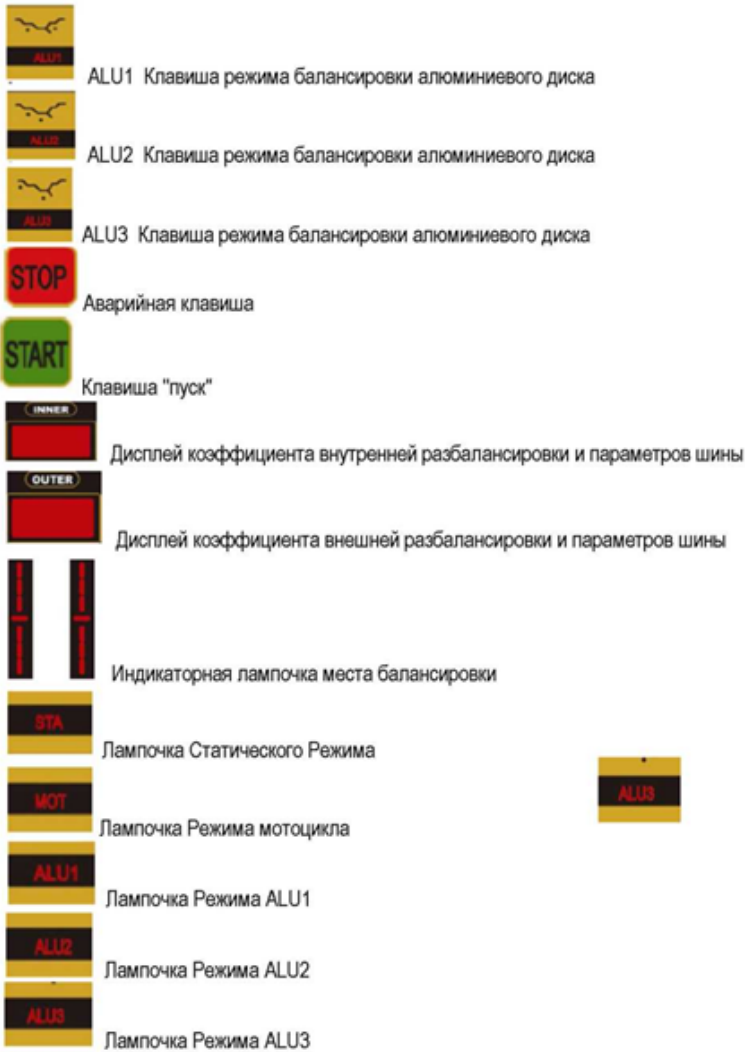 ALU1
ALU1 Клавиша режима балансировки алюминиевого диска
ALU2
ALU2 Клавиша режима балансировки алюминиевого диска
ALU3
ALU3 Клавиша режима балансировки алюминиевого диска
STOP
Аварийная клавиша
START
Клавиша "пуск"
INNER
Дисплей коэффициента внутренней разбалансировки и параметров шины
OUTER
Дисплей коэффициента внешней разбалансировки и параметров шины
Индикаторная лампочка места балансировки
STA
Лампочка Статического Режима
ALU3
MOT
Лампочка Режима мотоцикла
ALU1
Лампочка Режима ALU1
ALU2
Лампочка Режима ALU2
ALU3
Лампочка Режима ALU3